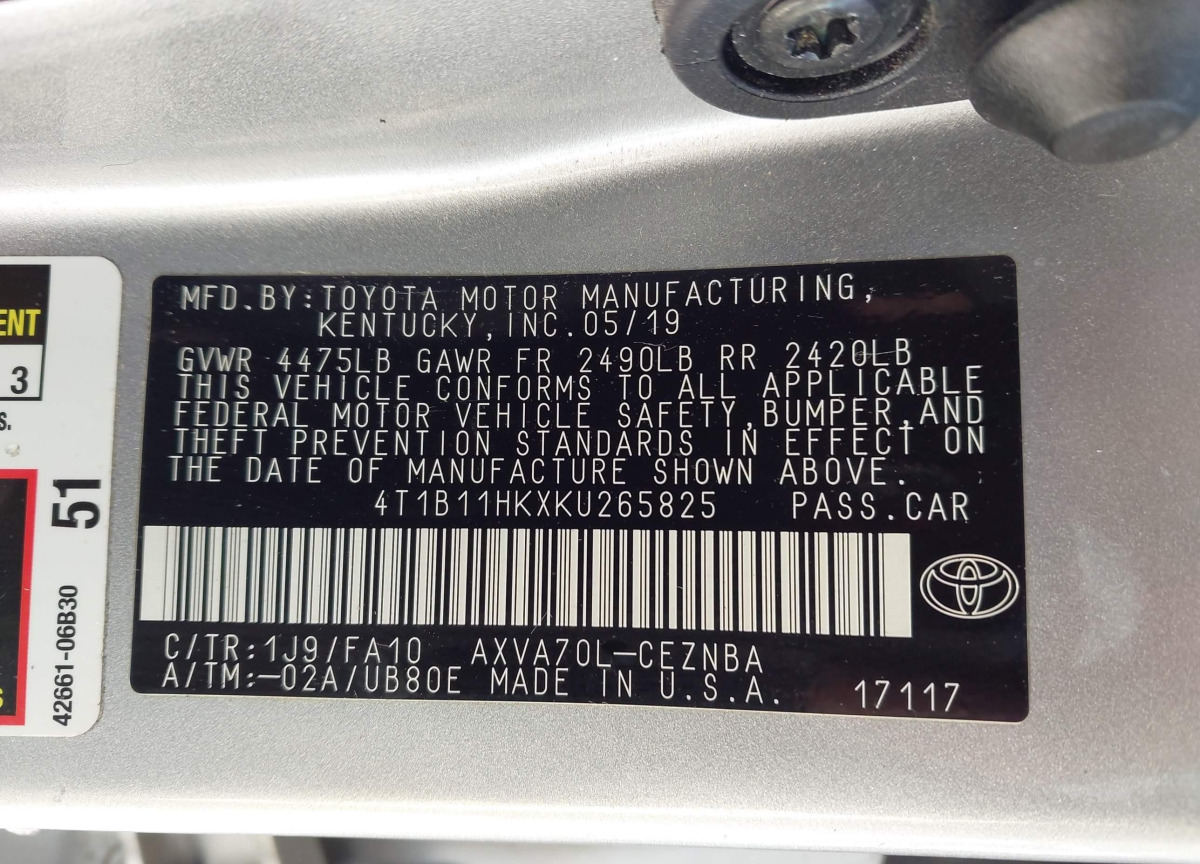 MFD.BY:TOYOTA MOTOR MANUFACTURING,
KENTUCKY,INC.05/19
GVWR 4475LB GAWR FR 2490LB RR 2420LB
THIS VEHICLE CONFORMS TO ALL APPLICABLE
FEDERAL MOTOR VEHICLE SAFETY,BUMPER,AND
THEFT PREVENTION STANDARDS IN EFFECT ON
THE DATE OF MANUFACTURE SHOWN ABOVE.
4T1B11HKXKU265825 PASS.CAR
C/TR:1J9/FA10 AXVA70L-CEZNBA
A/TM:-02A/UB80E MADE IN U.S.A. 17117
ENT
3
S.
51
42661-06B30
S